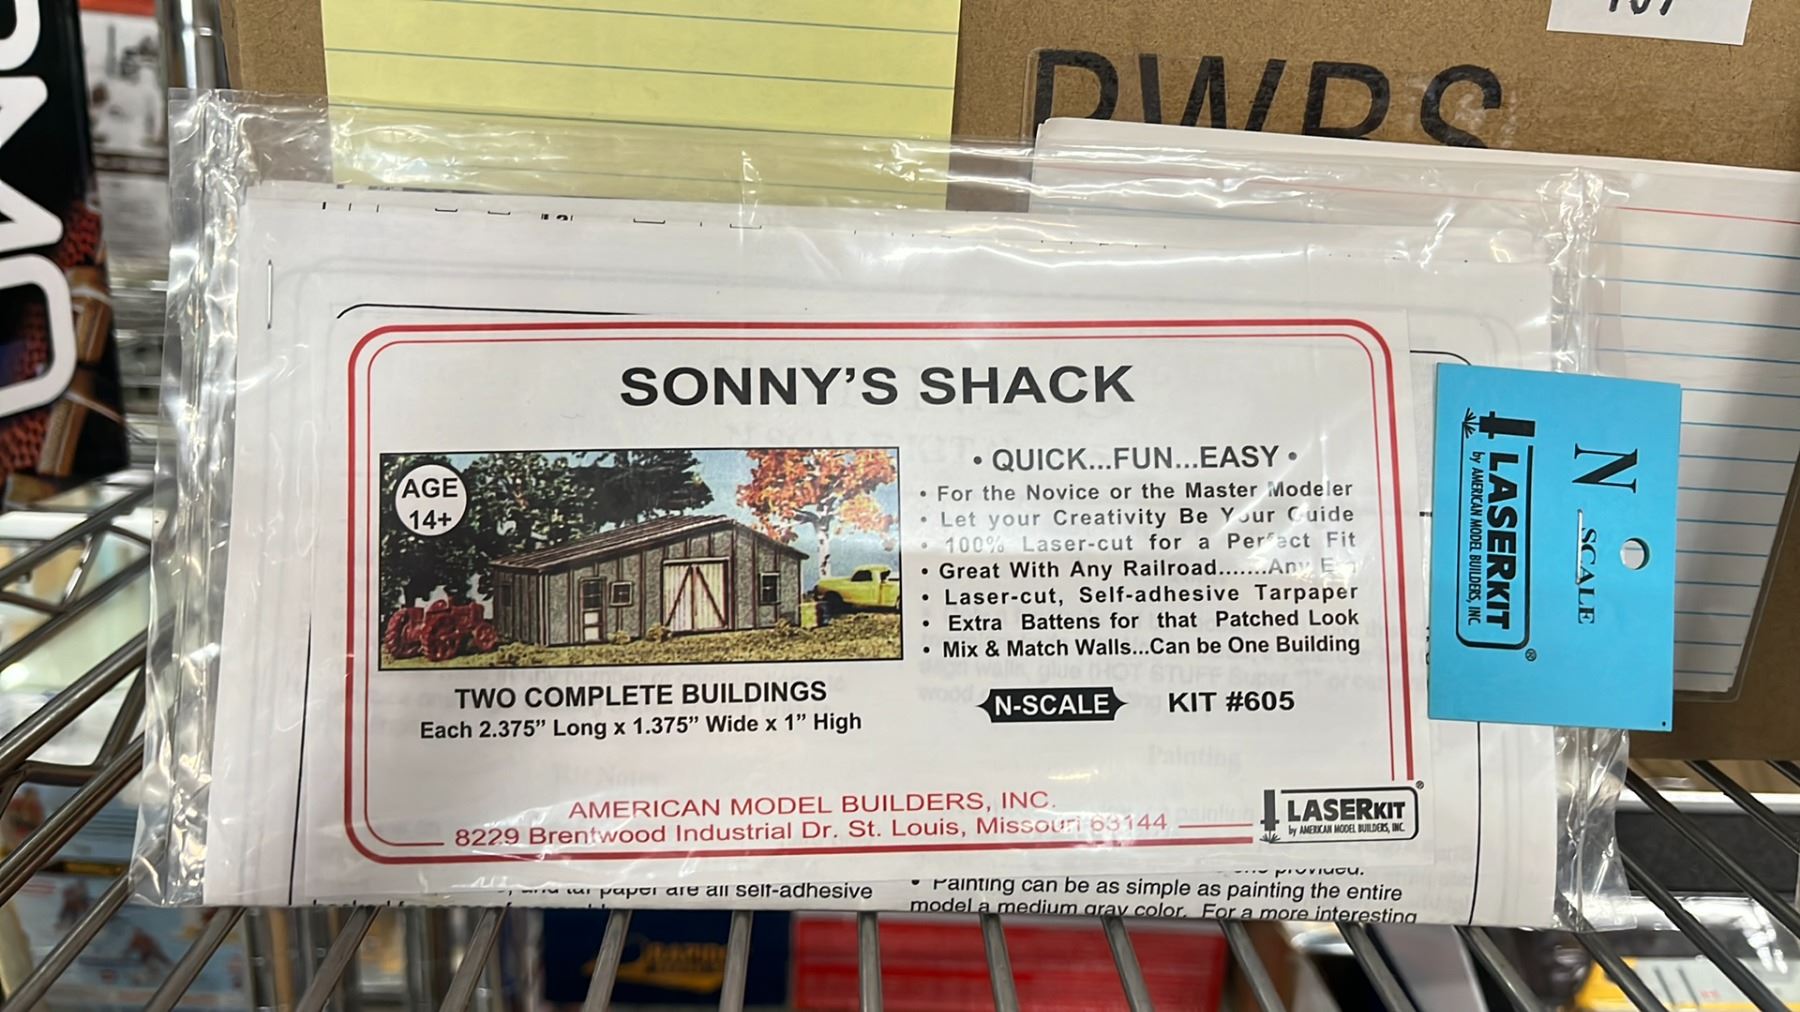 SONNY'S SHACK
AGE
14+
• QUICK...FUN...EASY •
• For the Novice or the Master Modeler
• Let your Creativity Be Your Guide
• 100% Laser-cut for a Perfect Fit
• Great With Any Railroad.......Any
• Laser-cut, Self-adhesive Tarpaper
• Extra Battens for that Patched Look
• Mix & Match Walls...Can be One Building
TWO COMPLETE BUILDINGS
Each 2.375" Long x 1.375" Wide x 1" High
N-SCALE KIT #605
AMERICAN MODEL BUILDERS, INC.
8229 Brentwood Industrial Dr. St. Louis, Missouri 63144
LASERKIT®
by AMERICAN MODEL BUILDERS, INC.
N SCALE
LASERKIT®
by AMERICAN MODEL BUILDERS, INC.
paper are all self-adhesive
provided.
• Painting can be as simple as painting the entire
model a medium gray color. For a more interesting
Painting